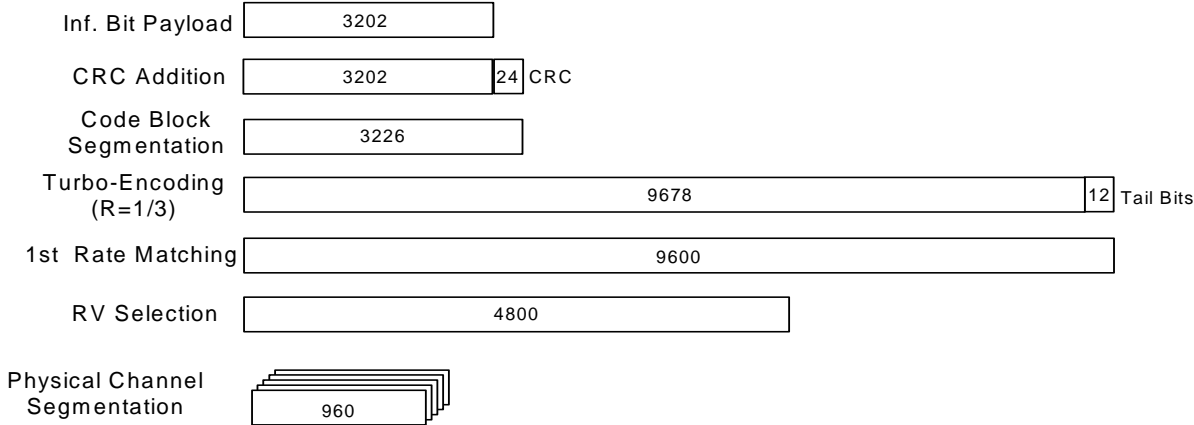 Inf. Bit Payload 3202
CRC Addition 3202 24 CRC
Code Block
Segmentation 3226
Turbo-Encoding
(R=1/3) 9678 12 Tail Bits
1st Rate Matching 9600
RV Selection 4800
Physical Channel
Segmentation 960